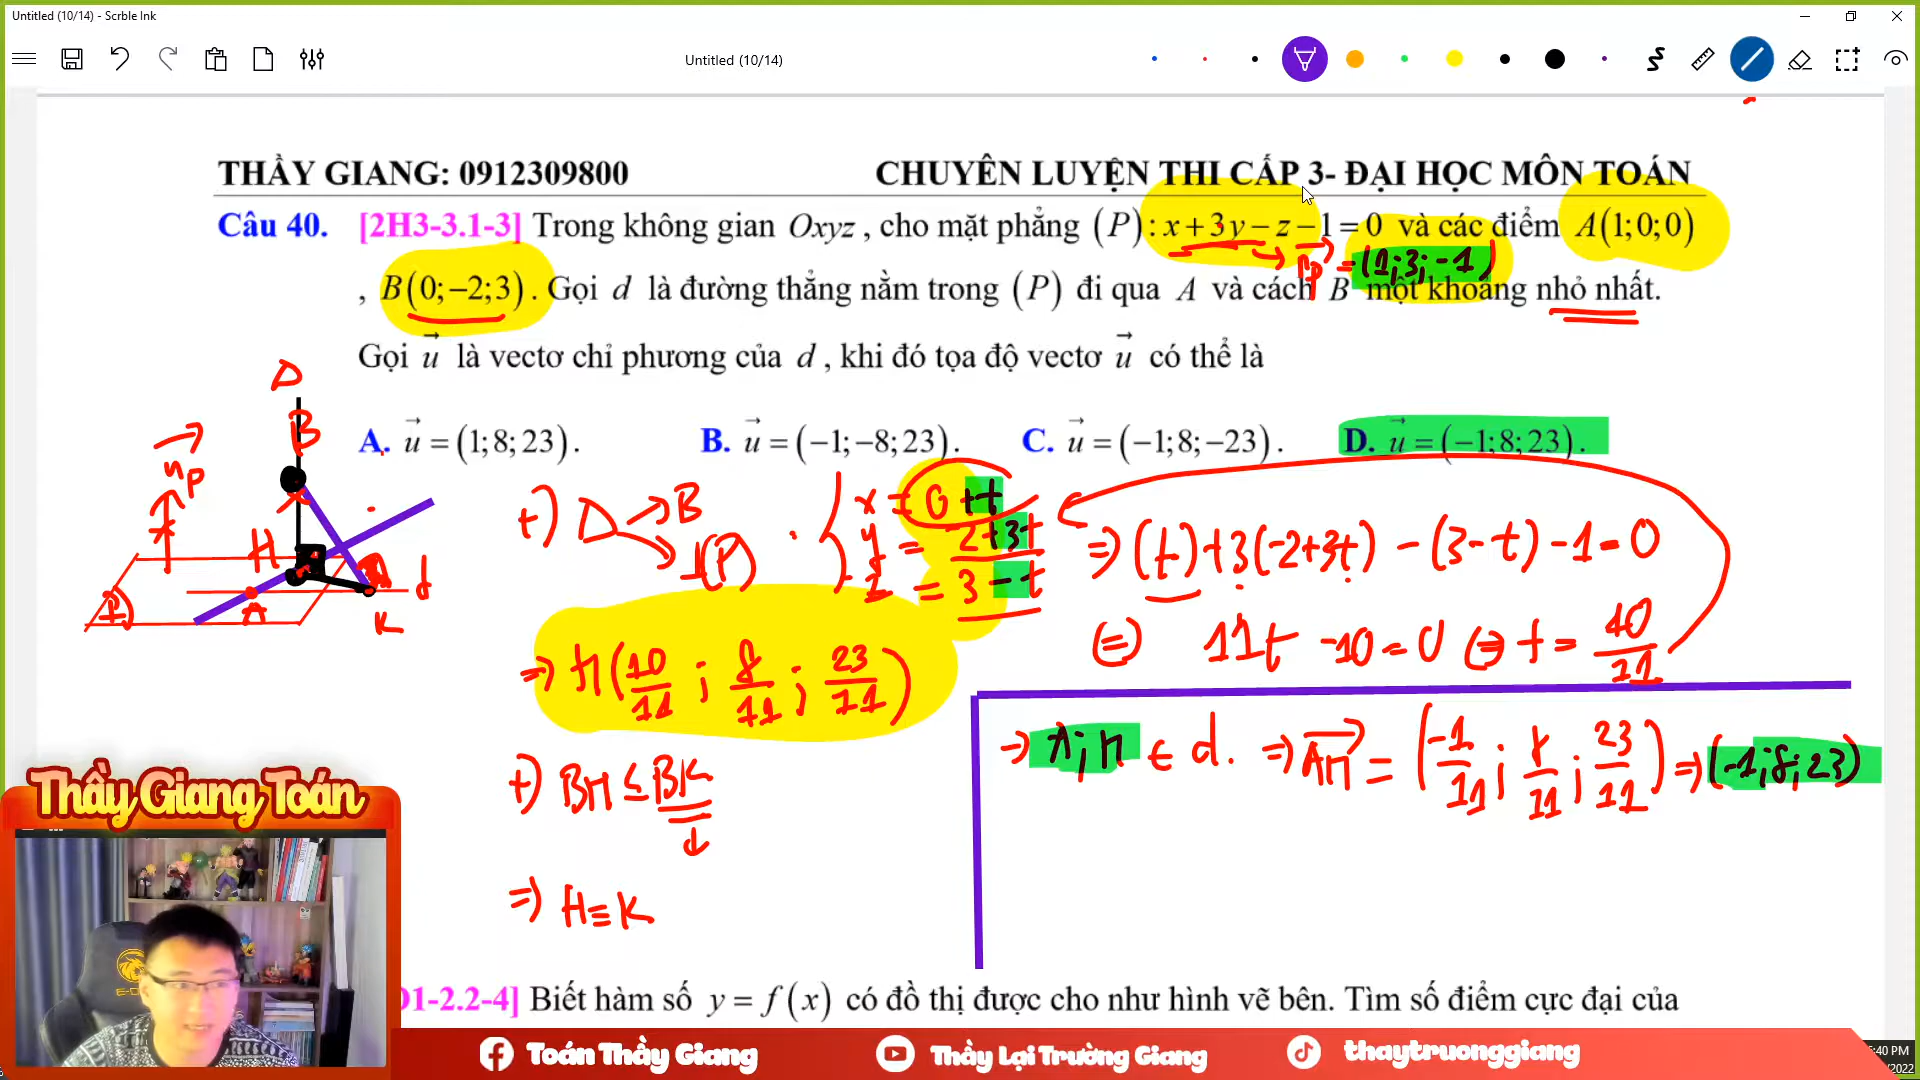 Untitled (10/14) - Scrble Ink
Untitled (10/14)
THẦY GIANG: 0912309800 CHUYÊN LUYỆN THI CẤP 3- ĐẠI HỌC MÔN TOÁN
Câu 40. [2H3-3.1-3] Trong không gian Oxyz, cho mặt phẳng (P): x+3y−z−1=0 và các điểm A(1;0;0)
n⃗p = (1;3;-1)
, B(0;−2;3). Gọi d là đường thẳng nằm trong (P) đi qua A và cách B một khoảng nhỏ nhất.
Gọi u⃗ là vectơ chỉ phương của d, khi đó tọa độ vectơ u⃗ có thể là
A. u⃗ = (1;8;23). B. u⃗ = (−1;−8;23). C. u⃗ = (−1;8;−23). D. u⃗ = (−1;8;23).
B
n⃗p
H
d
P)
A
K
+) Δ → B
→ ⊥(P)
x = 0 + t
y = -2+3t
z = 3 - t
=> (t)+3(-2+3t) - (3-t) -1=0
(=) 11t -10=0 (=> t = 10/11
=> H(10/11 ; 8/11 ; 23/11)
=> A;H ∈ d. => AH⃗ = (-1/11 ; 8/11 ; 23/11) => (-1;8;23)
+) BH ≤ BK
=> H≡K
Thầy Giang Toán
1-2.2-4] Biết hàm số y = f(x) có đồ thị được cho như hình vẽ bên. Tìm số điểm cực đại của
Toán Thầy Giang
Thầy Lại Trường Giang
thaytruonggiang
:40 PM
/2022